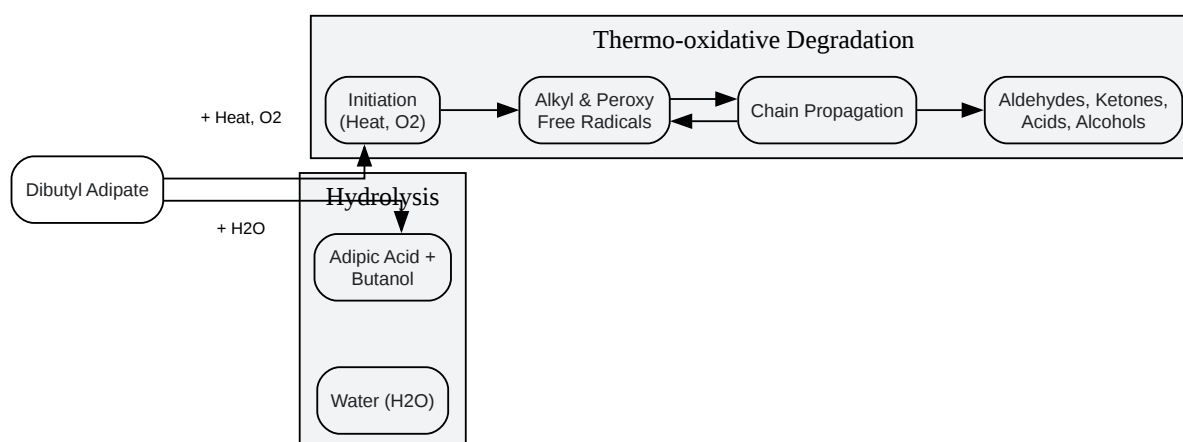 Thermo-oxidative Degradation
Initiation
(Heat, O2)
Alkyl & Peroxy
Free Radicals
Chain Propagation
Aldehydes, Ketones,
Acids, Alcohols
+ Heat, O2
Dibutyl Adipate
+ H2O
Hydrolysis
Adipic Acid +
Butanol
Water (H2O)